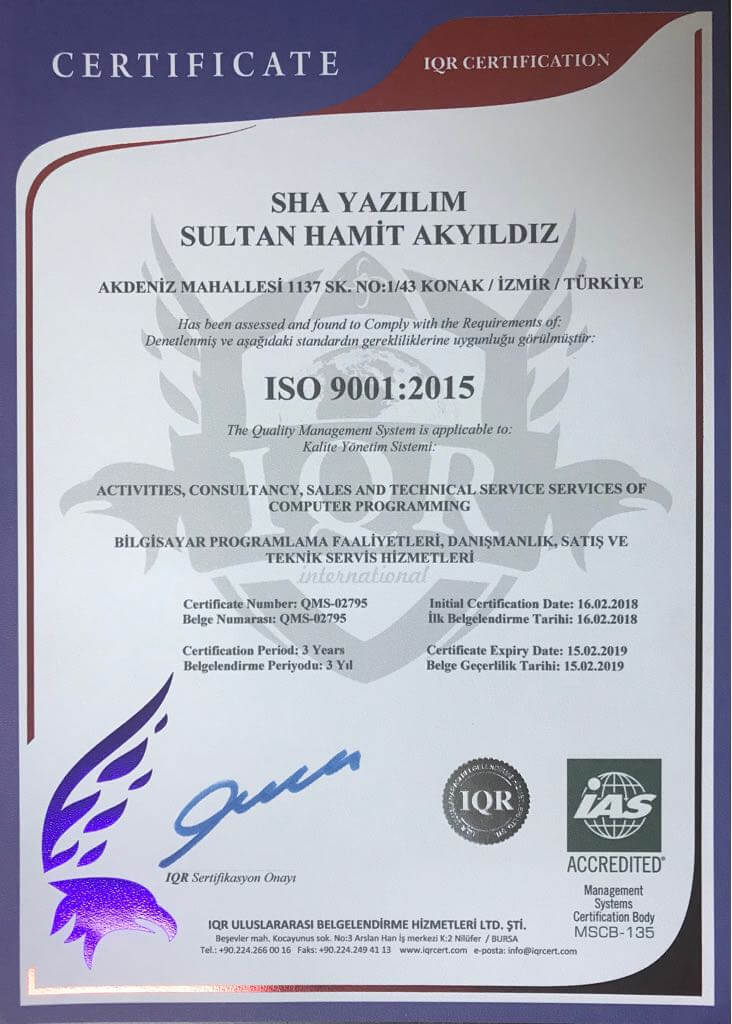 CERTIFICATE
IQR CERTIFICATION
SHA YAZILIM
SULTAN HAMİT AKYILDIZ
AKDENİZ MAHALLESİ 1137 SK. NO:1/43 KONAK / İZMİR / TÜRKİYE
Has been assessed and found to Comply with the Requirements of:
Denetlenmiş ve aşağıdaki standardın gerekliliklerine uygunluğu görülmüştür:
ISO 9001:2015
The Quality Management System is applicable to:
Kalite Yönetim Sistemi:
IQR
ACTIVITIES, CONSULTANCY, SALES AND TECHNICAL SERVICE SERVICES OF
COMPUTER PROGRAMMING
BİLGİSAYAR PROGRAMLAMA FAALİYETLERİ, DANIŞMANLIK, SATIŞ VE
TEKNİK SERVİS HİZMETLERİ
international
Certificate Number: QMS-02795
Belge Numarası: QMS-02795
Initial Certification Date: 16.02.2018
İlk Belgelendirme Tarihi: 16.02.2018
Certification Period: 3 Years
Belgelendirme Periyodu: 3 Yıl
Certificate Expiry Date: 15.02.2019
Belge Geçerlilik Tarihi: 15.02.2019
IQR Sertifikasyon Onayı
IQR
IAS
ACCREDITED
Management
Systems
Certification Body
MSCB-135
IQR ULUSLARARASI BELGELENDİRME HİZMETLERİ LTD. ŞTİ.
Beşevler mah. Kocayunus sok. No:3 Arslan Han İş merkezi K:2 Nilüfer / BURSA
Tel.: +90.224.266 00 16 Faks: +90.224.249 41 13 www.iqrcert.com e-posta: info@iqrcert.com